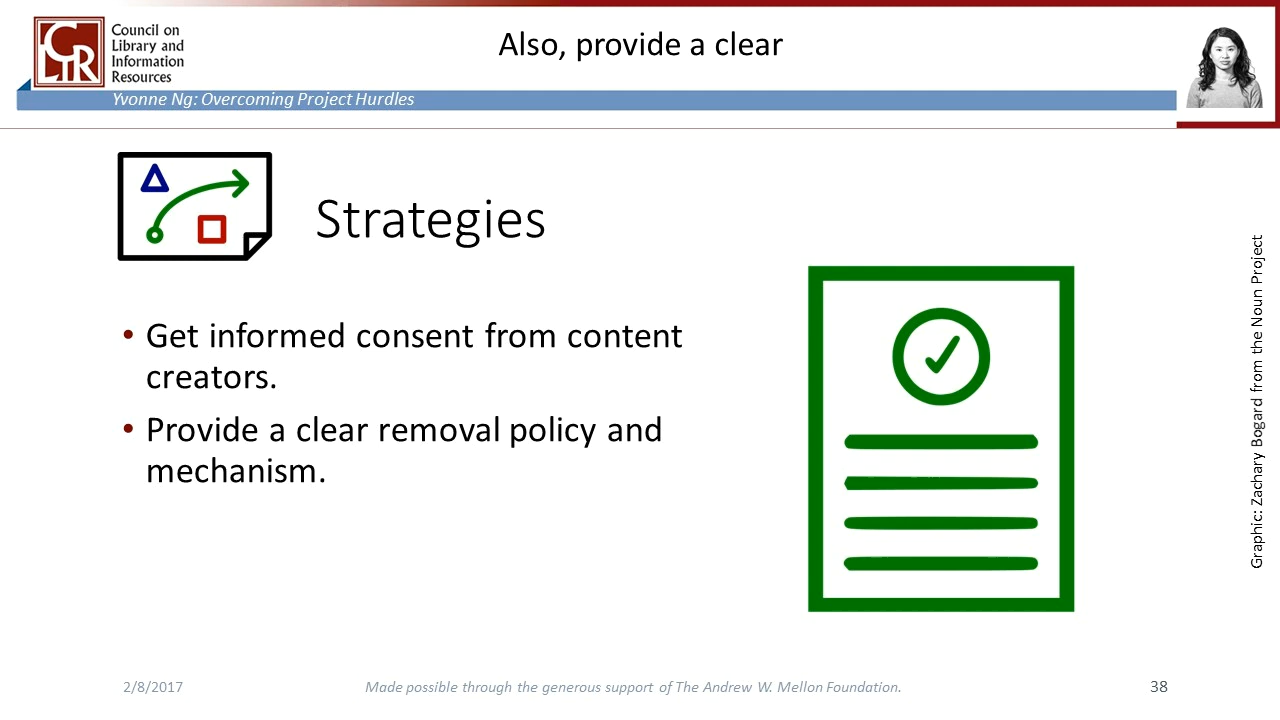 CLIR
Council on
Library and
Information
Resources
Also, provide a clear
Yvonne Ng: Overcoming Project Hurdles
Strategies
• Get informed consent from content
creators.
• Provide a clear removal policy and
mechanism.
Graphic: Zachary Bogard from the Noun Project
2/8/2017
Made possible through the generous support of The Andrew W. Mellon Foundation.
38